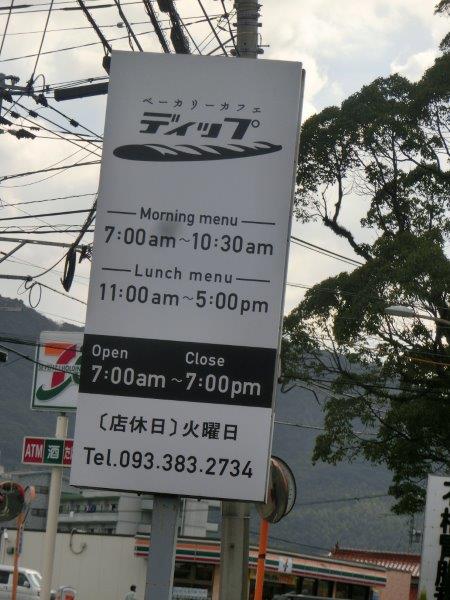 ベーカリーカフェ
ディップ
Morning menu
7:00am~10:30am
Lunch menu
11:00am~5:00pm
Open Close
7:00am ~7:00pm
〔店休日〕火曜日
Tel.093.383.2734
7
ATM 酒